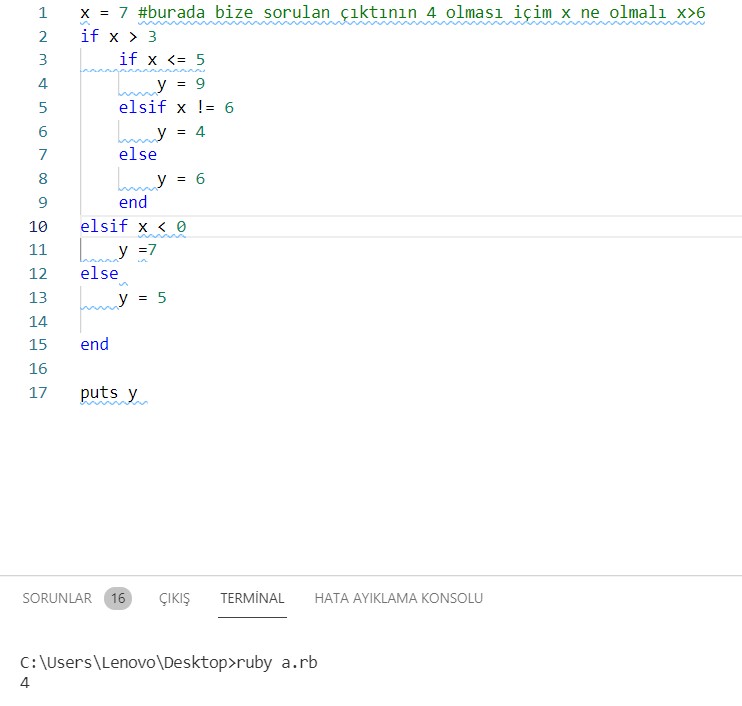 1 x = 7 #burada bize sorulan çıktının 4 olması içim x ne olmalı x>6
2 if x > 3
3 if x <= 5
4 y = 9
5 elsif x != 6
6 y = 4
7 else
8 y = 6
9 end
10 elsif x < 0
11 y =7
12 else
13 y = 5
14
15 end
16
17 puts y
SORUNLAR 16 ÇIKIŞ TERMİNAL HATA AYIKLAMA KONSOLU
C:\Users\Lenovo\Desktop>ruby a.rb
4